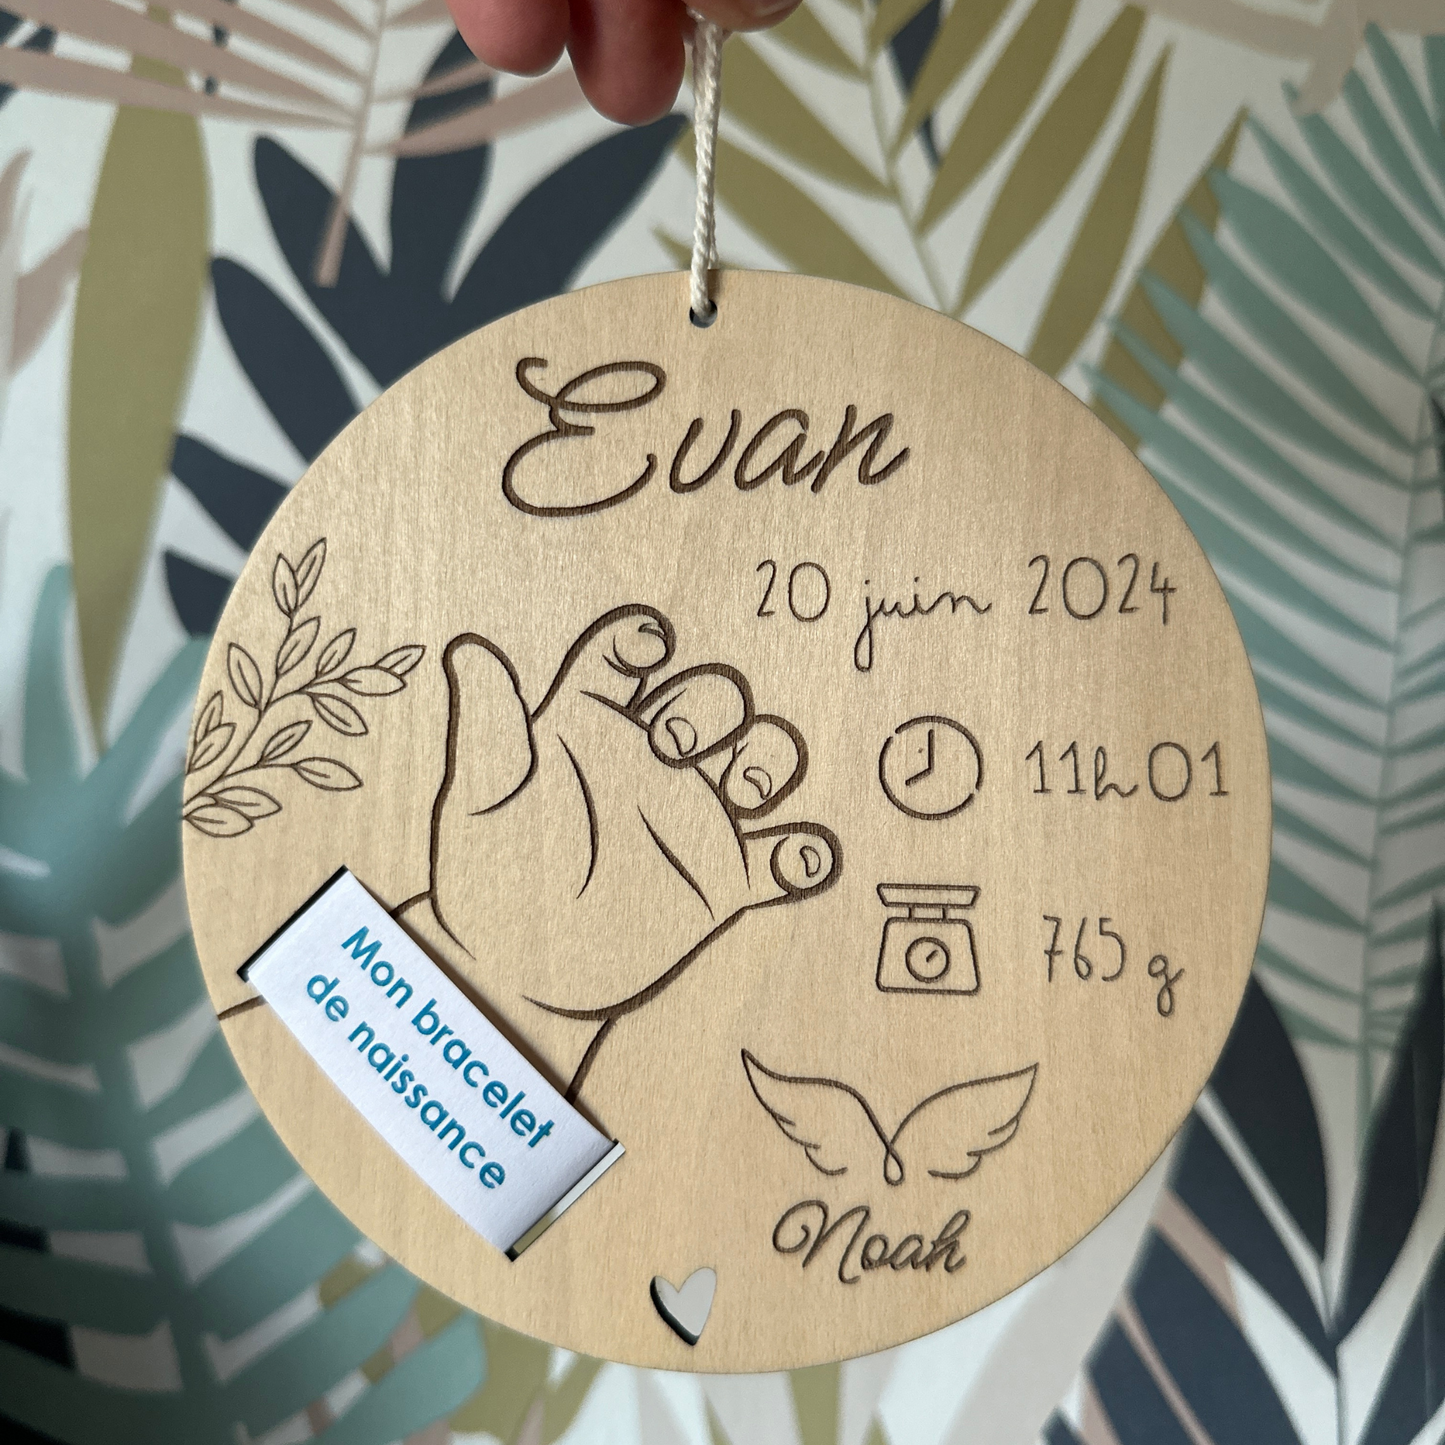 Evan
20 juin 2024
11h01
765 g
Mon bracelet
de naissance
Noah